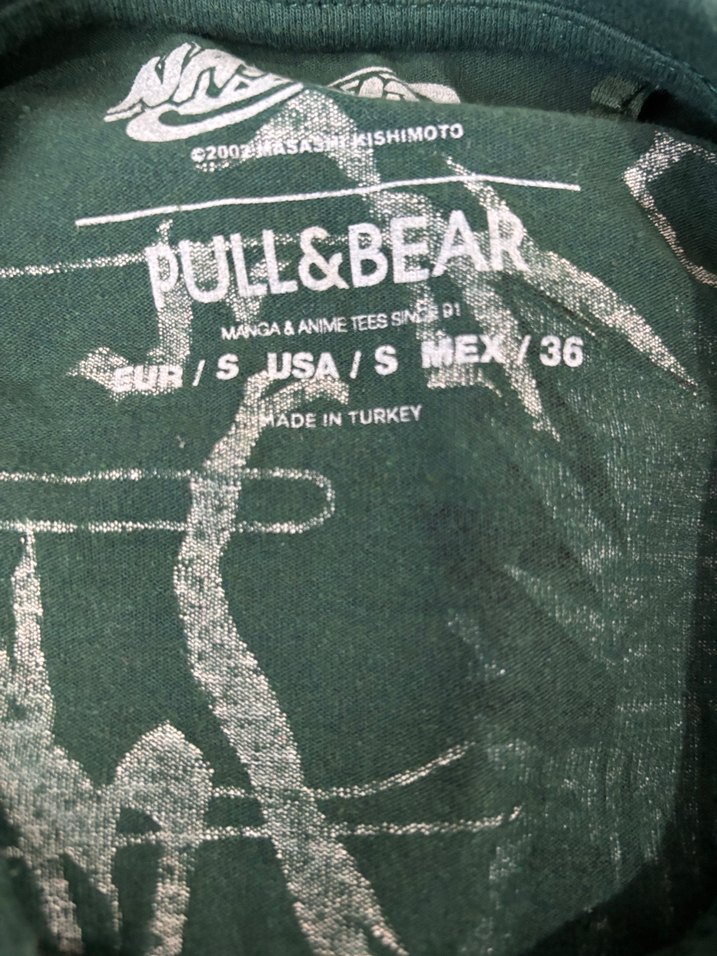 ©2002 MASASHI KISHIMOTO
PULL&BEAR
MANGA & ANIME TEES SINCE 91
EUR / S USA / S MEX / 36
MADE IN TURKEY